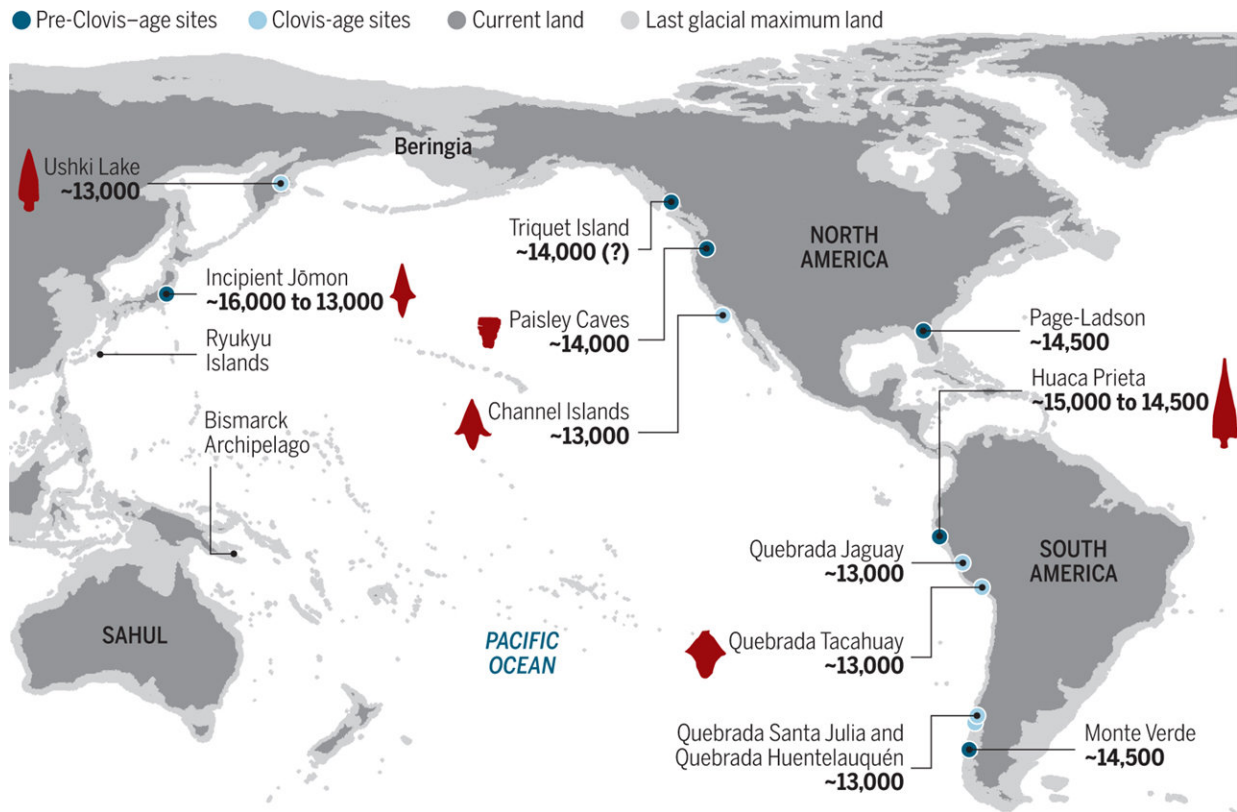 Pre-Clovis–age sites
Clovis-age sites
Current land
Last glacial maximum land
Beringia
Ushki Lake
~13,000
Triquet Island
~14,000 (?)
NORTH
AMERICA
Incipient Jōmon
~16,000 to 13,000
Paisley Caves
~14,000
Page-Ladson
~14,500
Ryukyu
Islands
Huaca Prieta
~15,000 to 14,500
Channel Islands
~13,000
Bismarck
Archipelago
Quebrada Jaguay
~13,000
SOUTH
AMERICA
SAHUL
PACIFIC
OCEAN
Quebrada Tacahuay
~13,000
Quebrada Santa Julia and
Quebrada Huentelauquén
~13,000
Monte Verde
~14,500